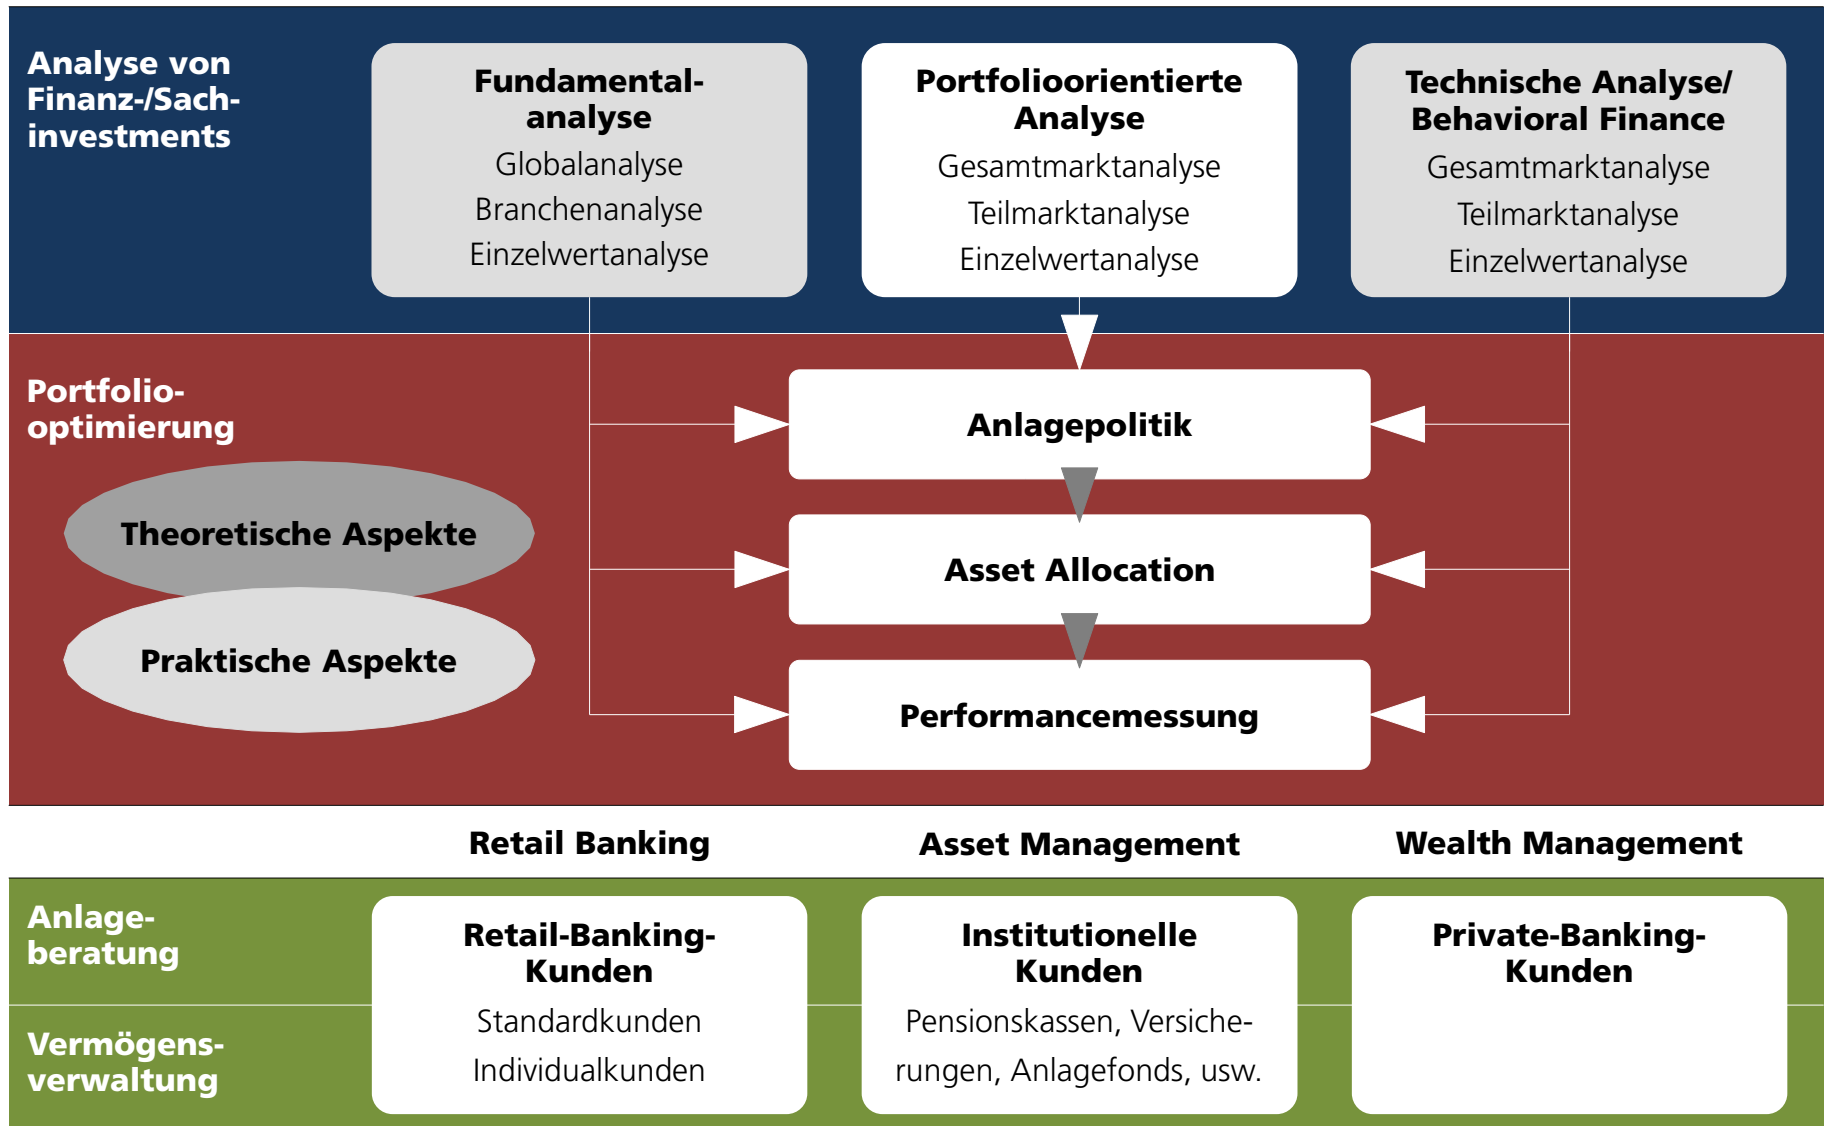 Analyse von
Finanz-/Sach-
investments
Fundamental-
analyse
Globalanalyse
Branchenanalyse
Einzelwertanalyse
Portfolioorientierte
Analyse
Gesamtmarktanalyse
Teilmarktanalyse
Einzelwertanalyse
Technische Analyse/
Behavioral Finance
Gesamtmarktanalyse
Teilmarktanalyse
Einzelwertanalyse
Portfolio-
optimierung
Theoretische Aspekte
Praktische Aspekte
Anlagepolitik
Asset Allocation
Performancemessung
Retail Banking
Asset Management
Wealth Management
Anlage-
beratung
Vermögens-
verwaltung
Retail-Banking-
Kunden
Standardkunden
Individualkunden
Institutionelle
Kunden
Pensionskassen, Versiche-
rungen, Anlagefonds, usw.
Private-Banking-
Kunden